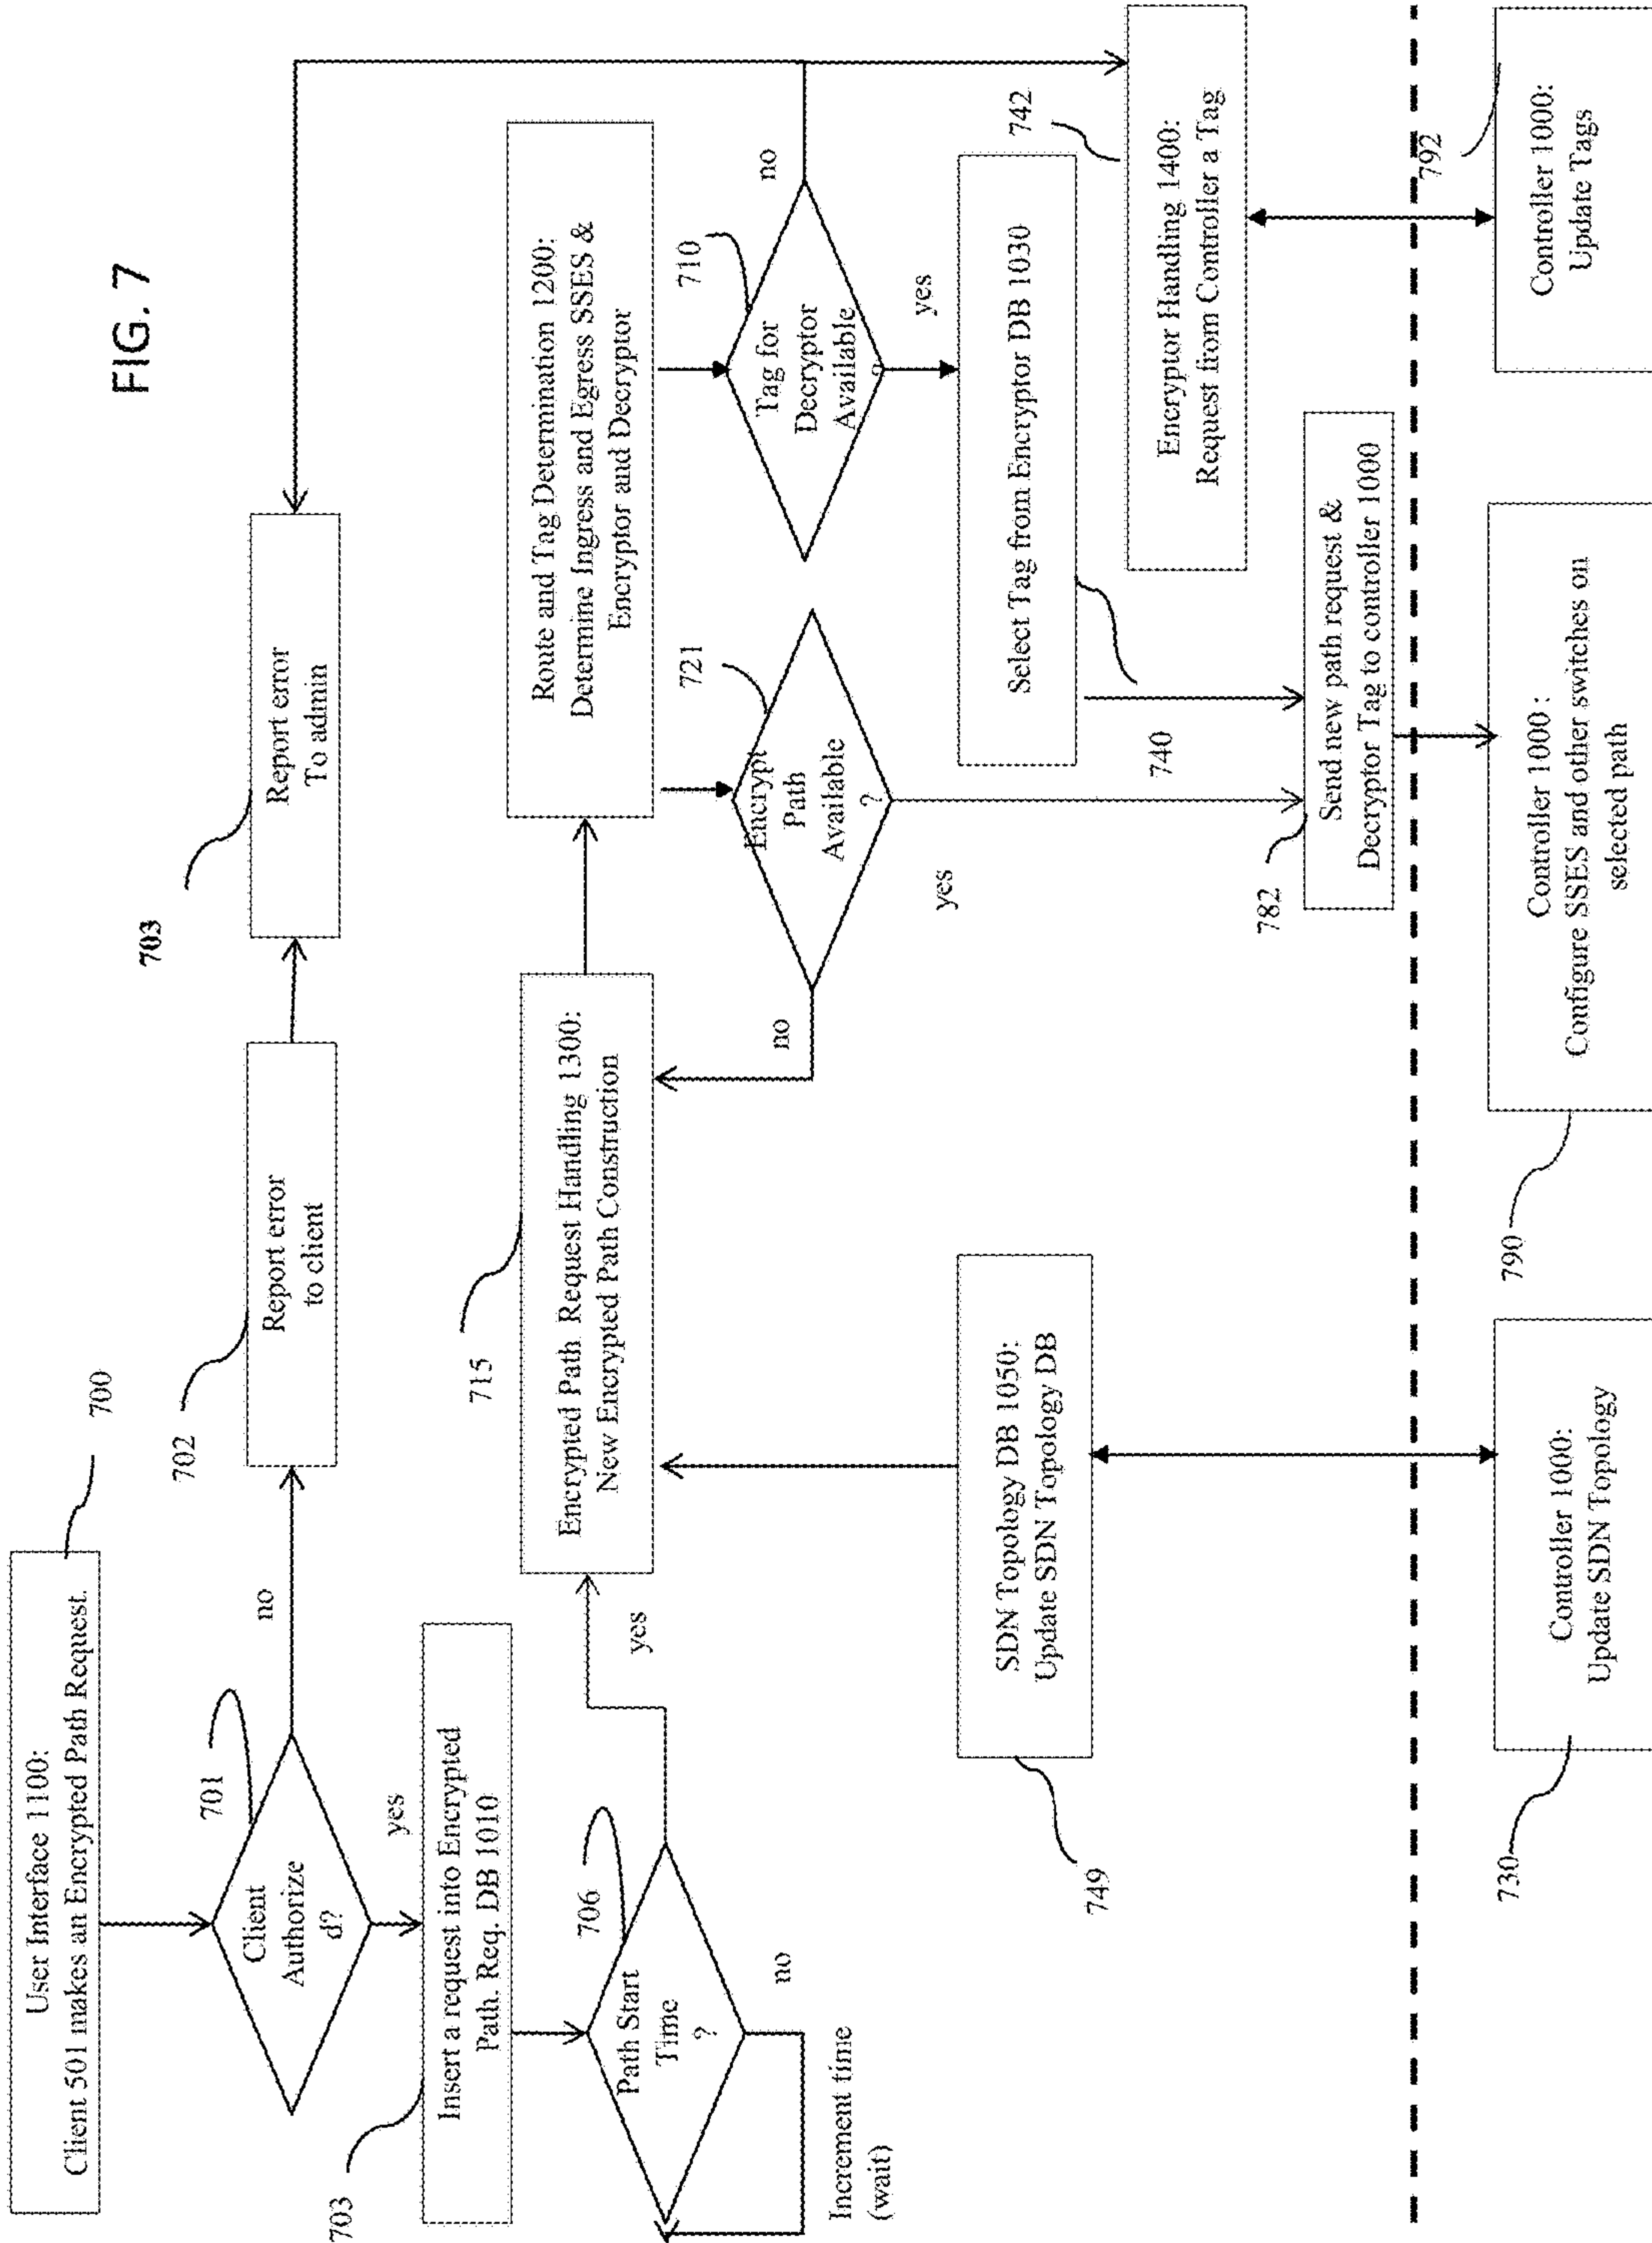 FIG. 7
User Interface 1100:
Client 501 makes an Encrypted Path Request.
700
Client
Authorize
d?
701
no
yes
Report error
to client
702
Report error
To admin
703
Insert a request into Encrypted
Path. Req. DB 1010
703
Path Start
Time
?
706
yes
no
Increment time
(wait)
Encrypted Path Request Handling 1300:
New Encrypted Path Construction
715
Route and Tag Determination 1200:
Determine Ingress and Egress SSES &
Encryptor and Decryptor
Encrypt
Path
Available
?
721
no
yes
Tag for
Decryptor
Available
?
710
no
yes
Select Tag from Encryptor DB 1030
740
Encryptor Handling 1400:
Request from Controller a Tag
742
SDN Topology DB 1050:
Update SDN Topology DB
749
Send new path request &
Decryptor Tag to controller 1000
782
Controller 1000:
Update SDN Topology
730
Controller 1000 :
Configure SSES and other switches on
selected path
790
Controller 1000:
Update Tags
792